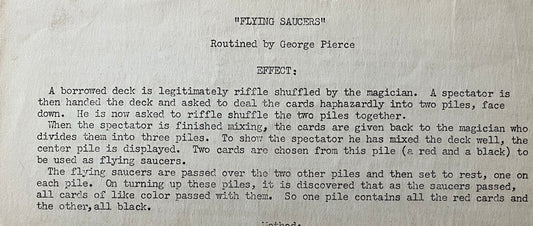 "FLYING SAUCERS"
Routined by George Pierce
EFFECT:
A borrowed deck is legitimately riffle shuffled by the magician. A spectator is
then handed the deck and asked to deal the cards haphazardly into two piles, face
down. He is now asked to riffle shuffle the two piles together.
When the spectator is finished mixing, the cards are given back to the magician who
divides them into three piles. To show the spectator he has mixed the deck well, the
center pile is displayed. Two cards are chosen from this pile (a red and a black) to
be used as flying saucers.
The flying saucers are passed over the two other piles and then set to rest, one on
each pile. On turning up these piles, it is discovered that as the saucers passed,
all cards of like color passed with them. So one pile contains all the red cards and
the other,all black.
Method: